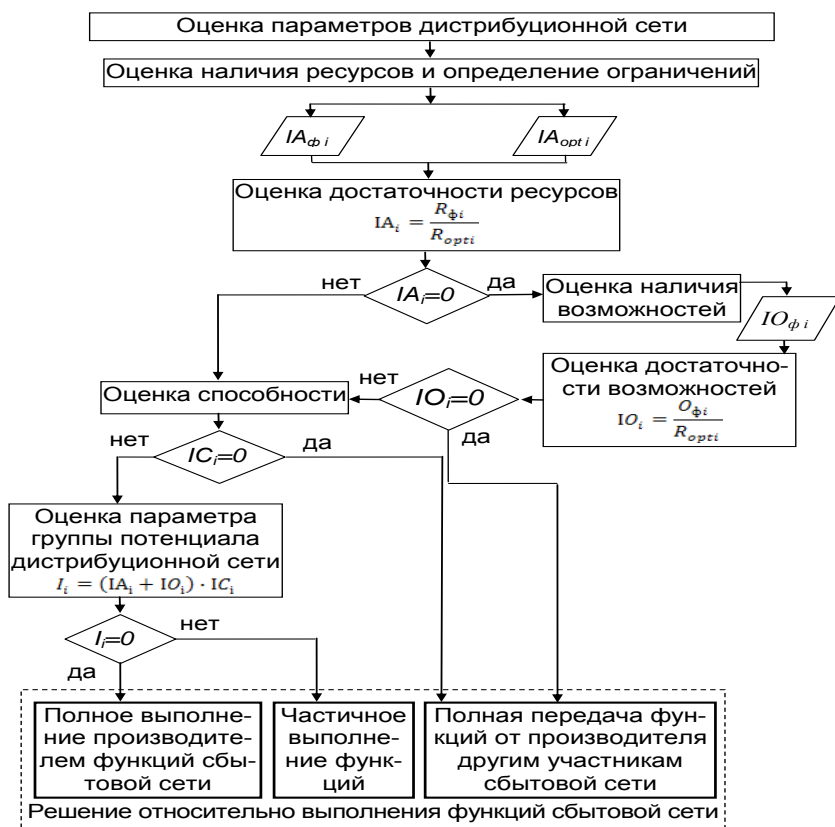 Оценка параметров дистрибуционной сети
Оценка наличия ресурсов и определение ограничений
IAф i
IAopt i
Оценка достаточности ресурсов
IAi = Rфi / Ropti
нет
IAi=0
да
Оценка наличия
возможностей
IOф i
Оценка способности
нет
IOi=0
да
Оценка достаточно-
сти возможностей
IOi = Oфi / Ropti
нет
ICi=0
да
Оценка параметра
группы потенциала
дистрибуционной сети
Ii = (IAi + IOi) · ICi
Ii=0
нет
да
Полное выполне-
ние производите-
лем функций сбы-
товой сети
Частичное
выполне-
ние функ-
ций
Полная передача фун-
кций от производителя
другим участникам
сбытовой сети
Решение относительно выполнения функций сбытовой сети